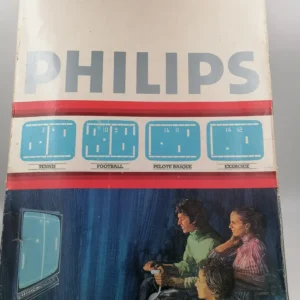 PHILIPS
TENNIS
FOOTBALL
PELOTE BASQUE
EXERCICE